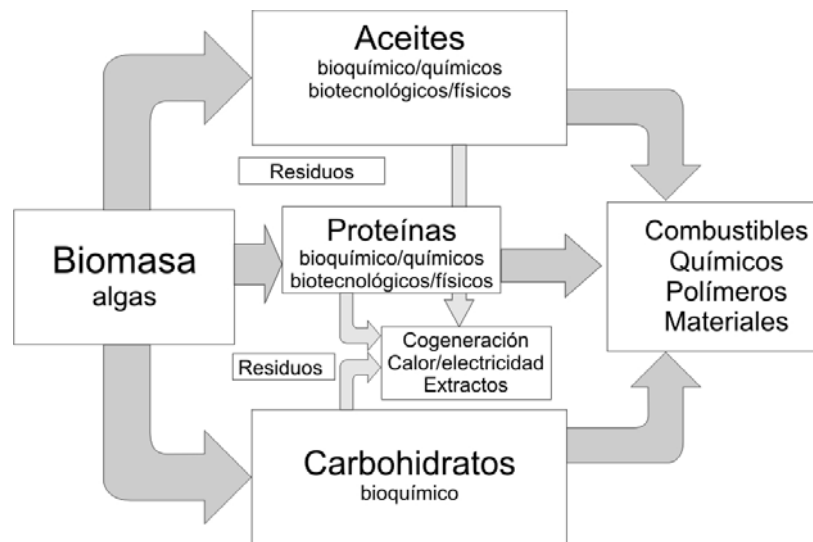 Aceites
bioquímico/químicos
biotecnológicos/físicos
Residuos
Biomasa
algas
Proteínas
bioquímico/químicos
biotecnológicos/físicos
Combustibles
Químicos
Polímeros
Materiales
Cogeneración
Calor/electricidad
Extractos
Residuos
Carbohidratos
bioquímico